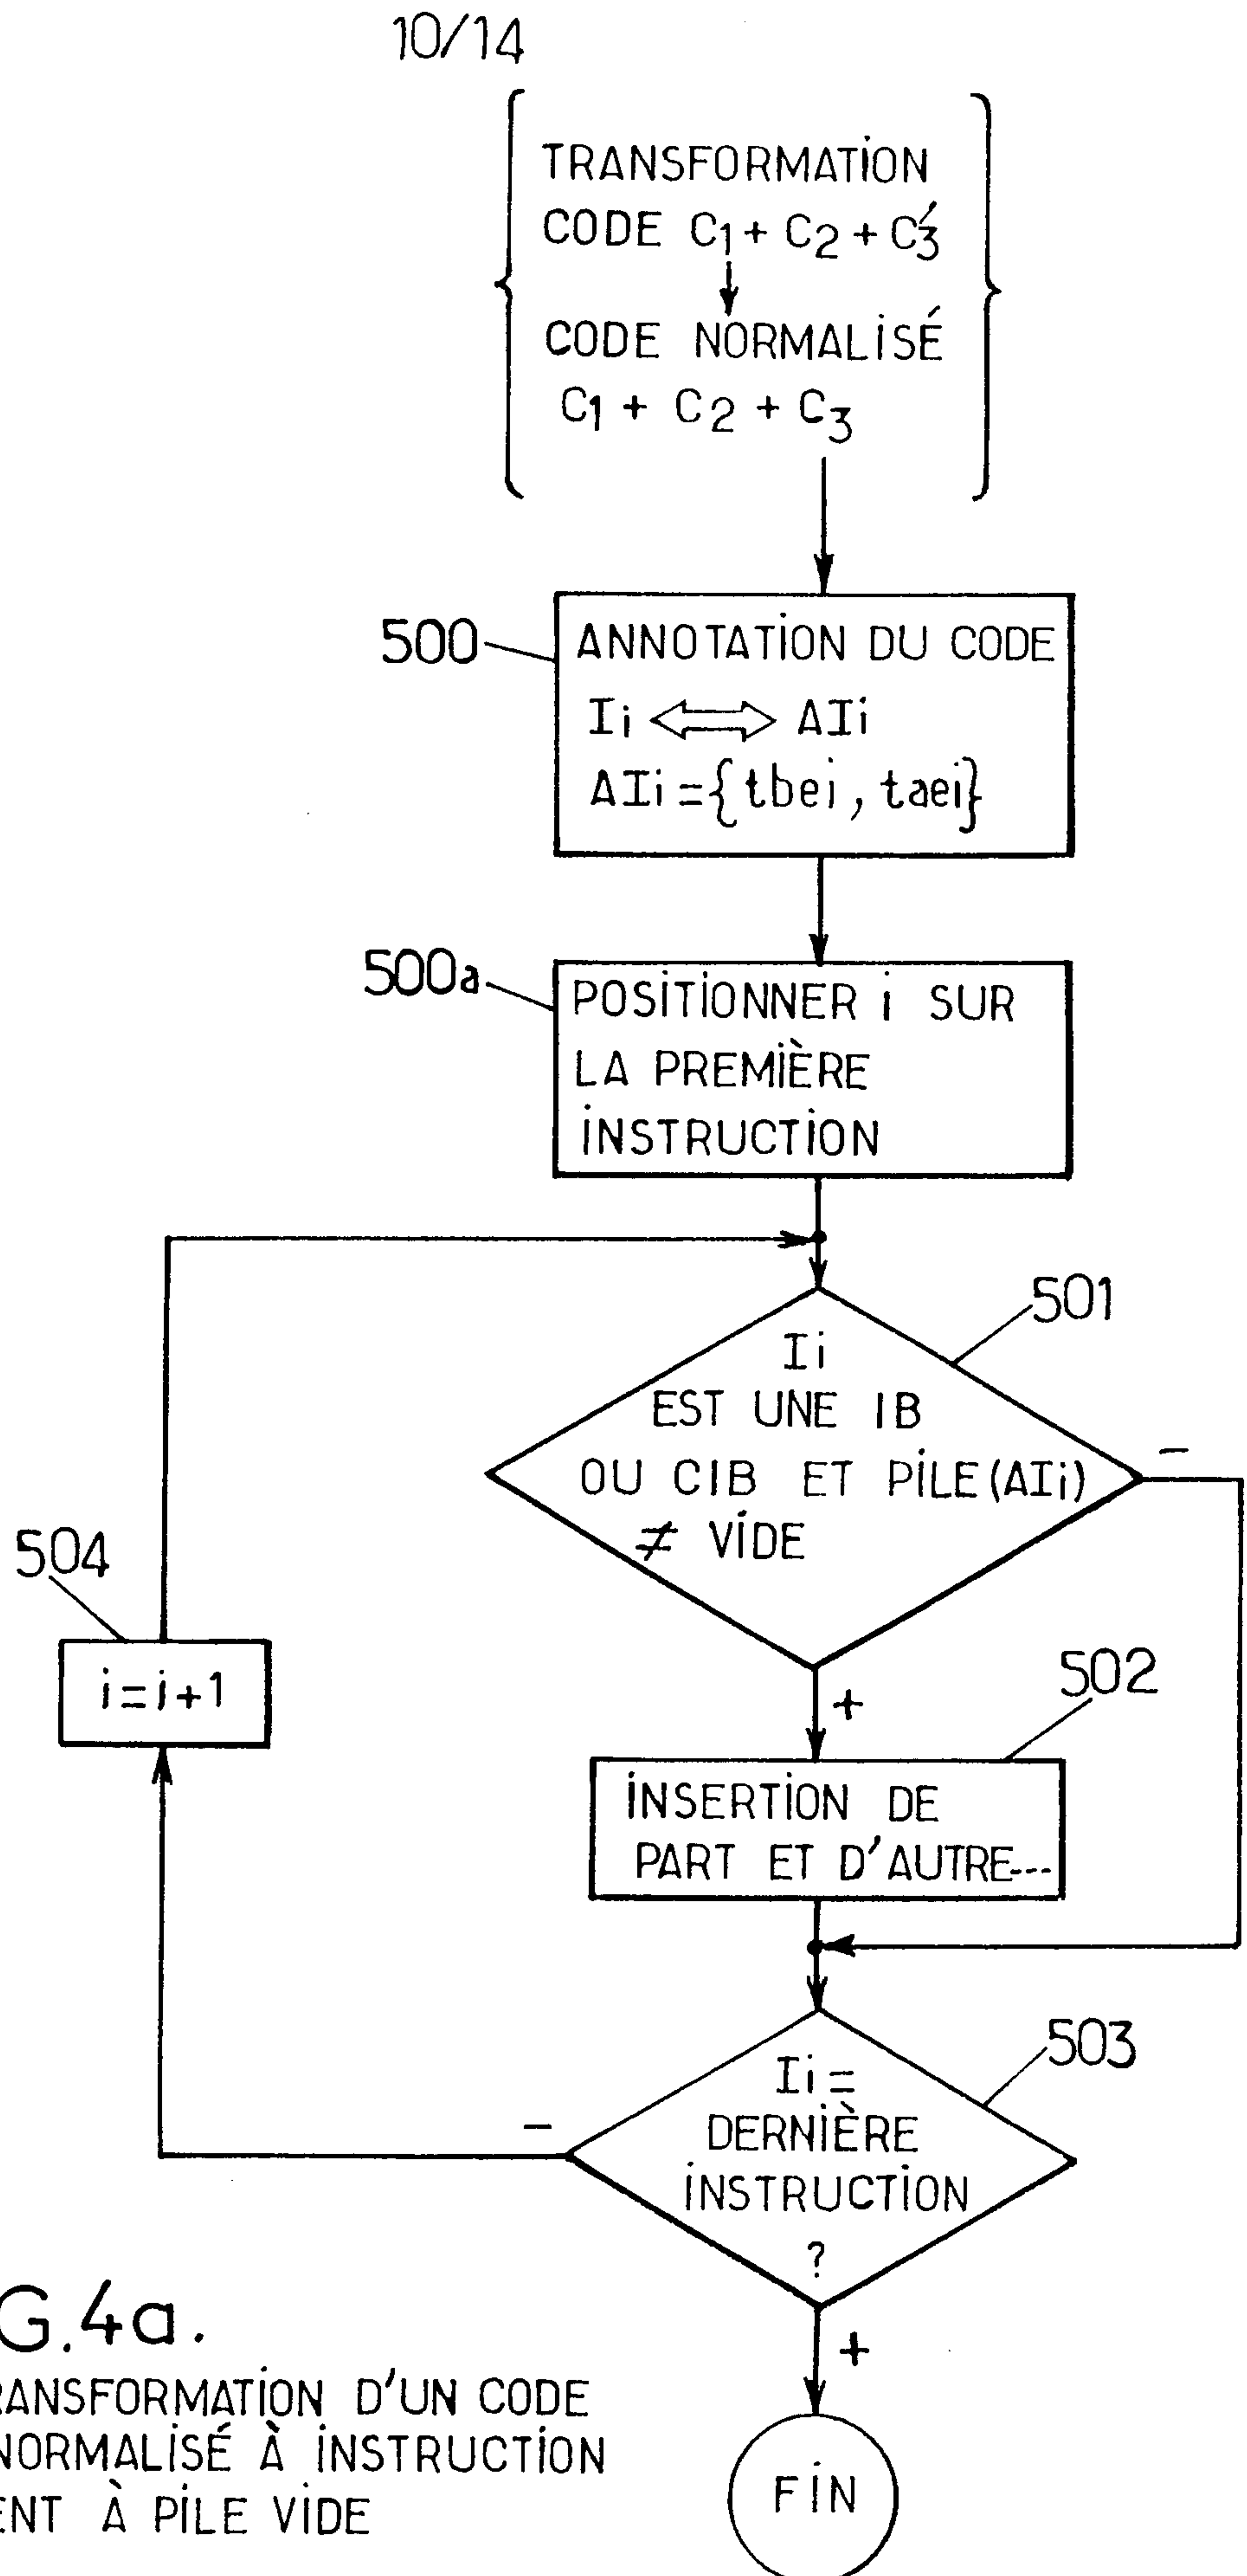 10/14
TRANSFORMATION
CODE C1 + C2 + C'3
CODE NORMALISÉ
C1 + C2 + C3
500
ANNOTATION DU CODE
Ii ⟺ AIi
AIi = {tbei, taei}
500a
POSITIONNER i SUR
LA PREMIÈRE
INSTRUCTION
501
Ii
EST UNE IB
OU CIB ET PILE (AIi)
≠ VIDE
-
504
i=i+1
+
502
INSERTION DE
PART ET D'AUTRE---
503
Ii =
DERNIÈRE
INSTRUCTION
?
-
+
G.4a.
RANSFORMATION D'UN CODE
NORMALISÉ À INSTRUCTION
ENT À PILE VIDE
FIN